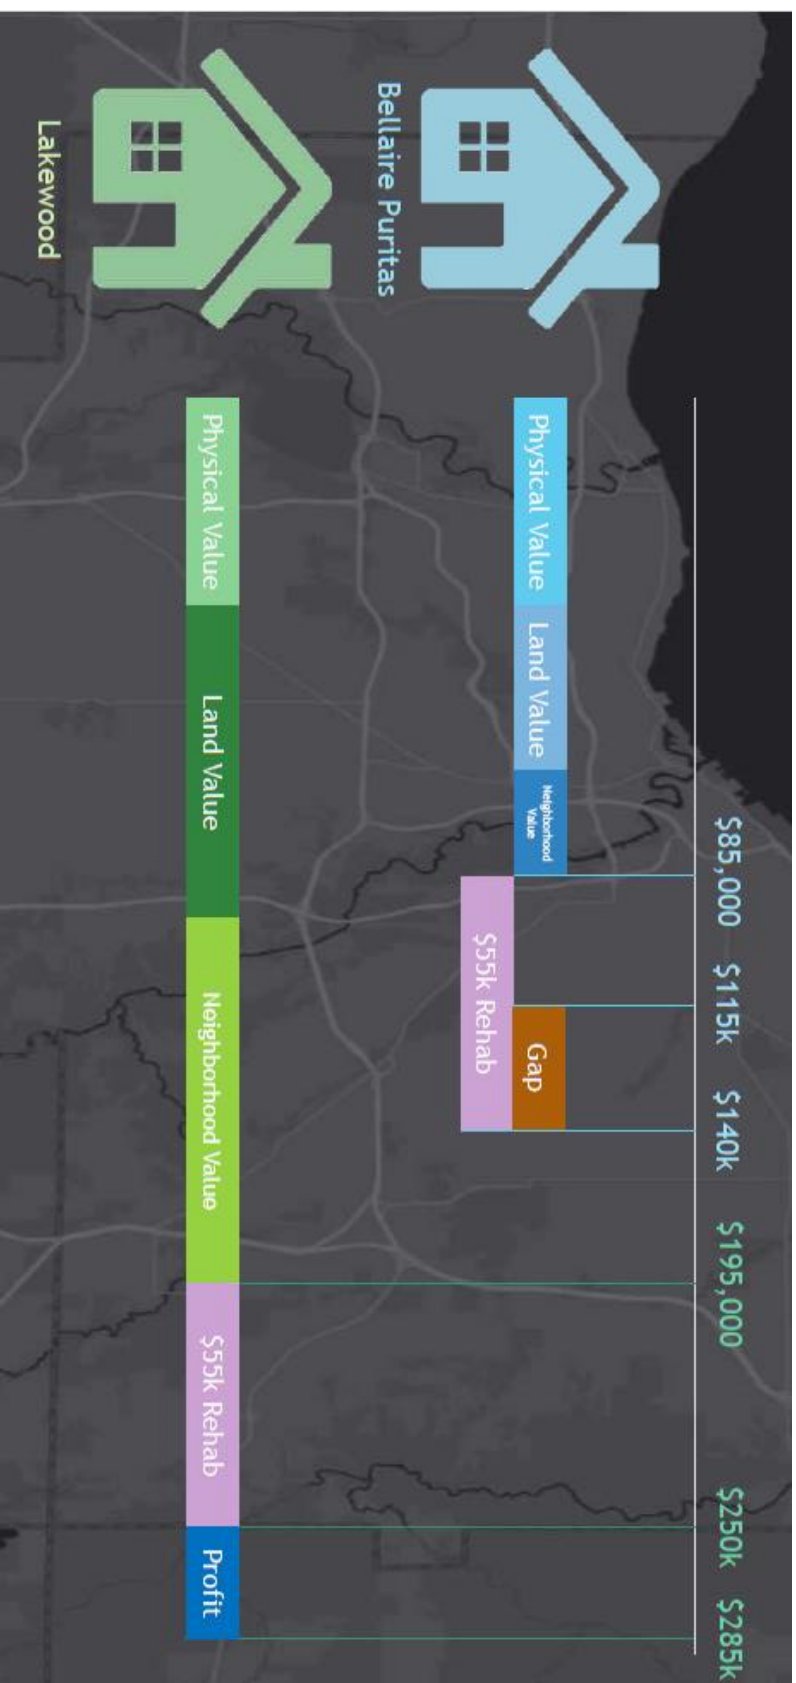 $85,000 $115k $140k $195,000 $250k $285k
Bellaire Puritas
Physical Value
Land Value
Neighborhood
Value
Gap
$55k Rehab
Lakewood
Physical Value
Land Value
Neighborhood Value
$55k Rehab
Profit